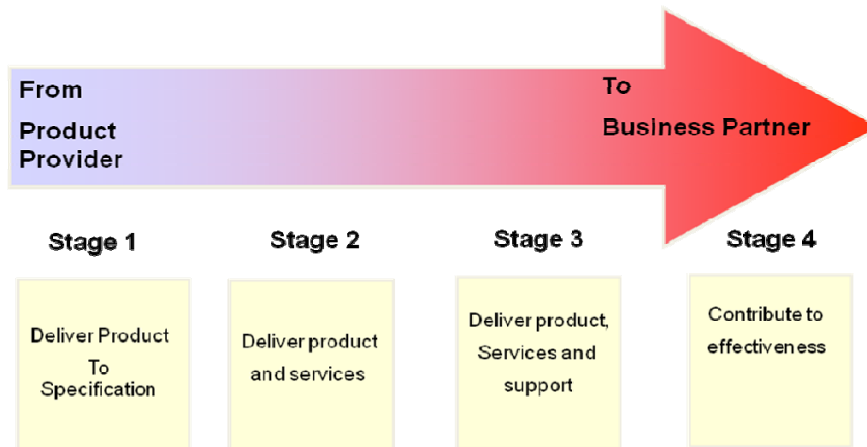 From
Product
Provider
To
Business Partner
Stage 1
Stage 2
Stage 3
Stage 4
Deliver Product
To
Specification
Deliver product
and services
Deliver product,
Services and
support
Contribute to
effectiveness